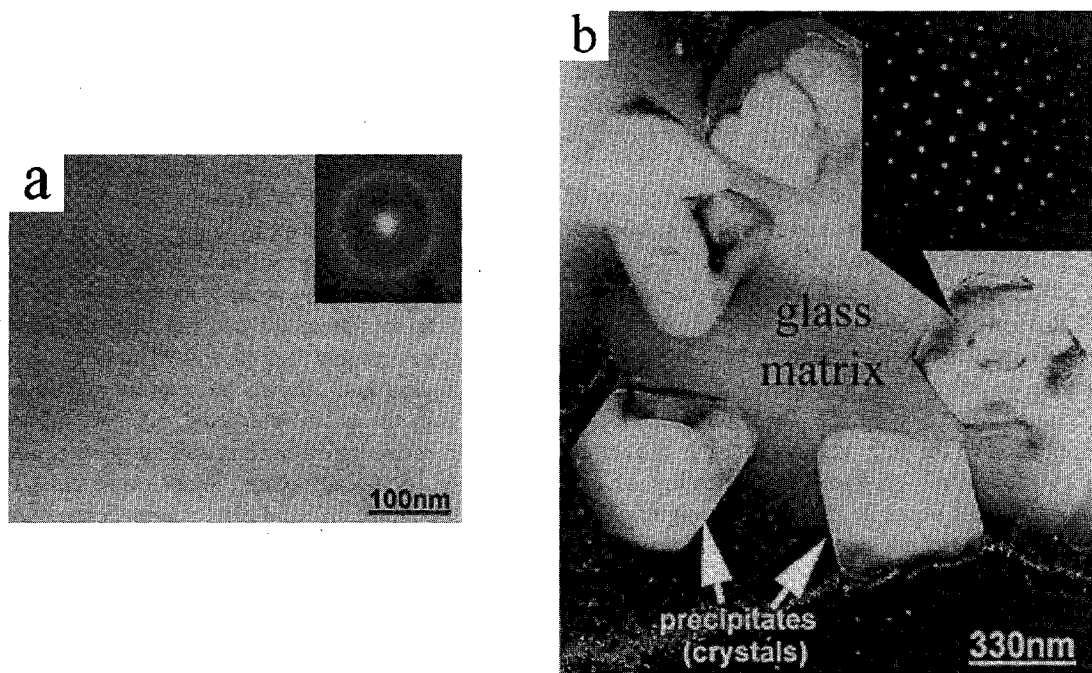 a
100nm
b
glass
matrix
precipitates
(crystals)
330nm